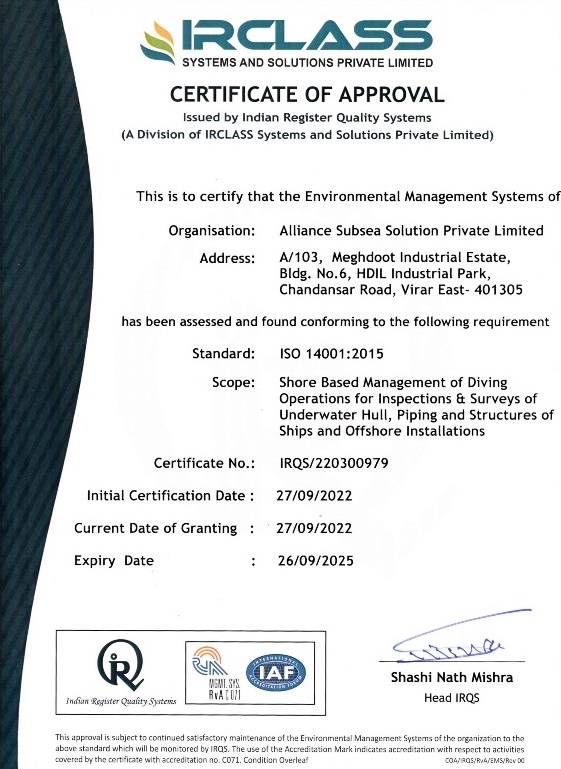 IRCLASS
SYSTEMS AND SOLUTIONS PRIVATE LIMITED
CERTIFICATE OF APPROVAL
Issued by Indian Register Quality Systems
(A Division of IRCLASS Systems and Solutions Private Limited)
This is to certify that the Environmental Management Systems of
Organisation: Alliance Subsea Solution Private Limited
Address: A/103, Meghdoot Industrial Estate,
Bldg. No.6, HDIL Industrial Park,
Chandansar Road, Virar East- 401305
has been assessed and found conforming to the following requirement
Standard: ISO 14001:2015
Scope: Shore Based Management of Diving
Operations for Inspections & Surveys of
Underwater Hull, Piping and Structures of
Ships and Offshore Installations
Certificate No.: IRQS/220300979
Initial Certification Date : 27/09/2022
Current Date of Granting : 27/09/2022
Expiry Date : 26/09/2025
IR
Indian Register Quality Systems
RvA
MGMT. SYS.
RvA C 071
INTERNATIONAL
IAF
ACCREDITATION FORUM
Shashi Nath Mishra
Head IRQS
This approval is subject to continued satisfactory maintenance of the Environmental Management Systems of the organization to the
above standard which will be monitored by IRQS. The use of the Accreditation Mark indicates accreditation with respect to activities
covered by the certificate with accreditation no. C071. Condition Overleaf
COA/IRQS/RvA/EMS/Rev 00